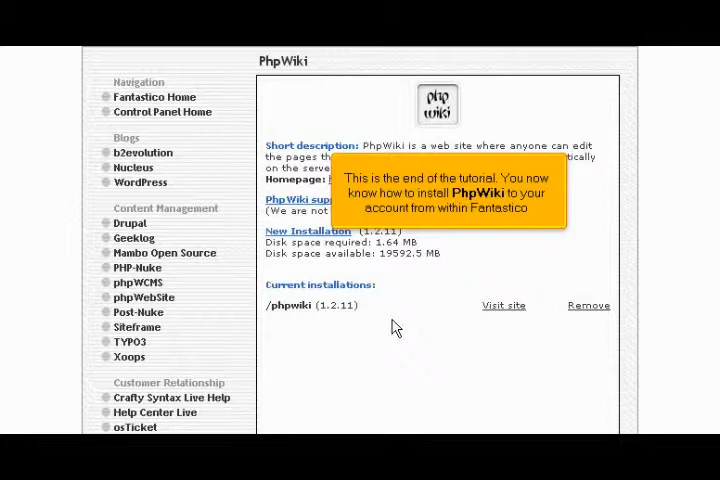 PhpWiki
Navigation
Fantastico Home
Control Panel Home
Blogs
b2evolution
Nucleus
WordPress
Content Management
Drupal
Geeklog
Mambo Open Source
PHP-Nuke
phpWCMS
phpWebSite
Post-Nuke
Siteframe
TYPO3
Xoops
Customer Relationship
Crafty Syntax Live Help
Help Center Live
osTicket
php
wiki
Short description: PhpWiki is a web site where anyone can edit
the pages
on the serve
Homepage:
PhpWiki supp
(We are not
This is the end of the tutorial. You now
know how to install PhpWiki to your
account from within Fantastico
New Installation (1.2.11)
Disk space required: 1.64 MB
Disk space available: 19592.5 MB
Current installations:
/phpwiki (1.2.11) Visit site Remove